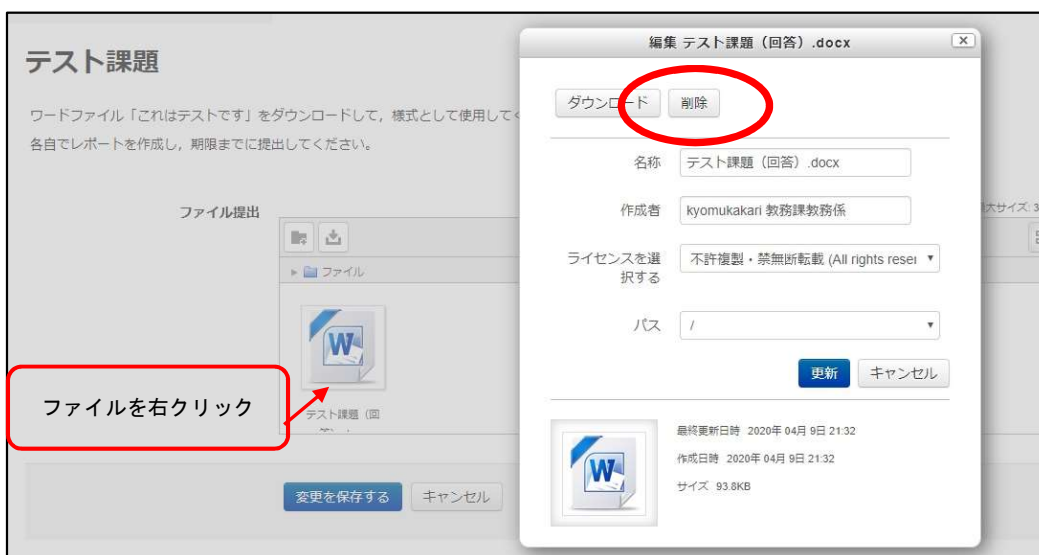 テスト課題
ワードファイル「これはテストです」をダウンロードして，様式として使用して
各自でレポートを作成し，期限までに提出してください。
ファイル提出
大サイズ: 3
ファイル
テスト課題（回
ファイルを右クリック
変更を保存する キャンセル
編集 テスト課題（回答）.docx
ダウンロード 削除
名称 テスト課題（回答）.docx
作成者 kyomukakari 教務課教務係
ライセンスを選 不許複製・禁無断転載 (All rights reser
択する
パス /
更新 キャンセル
最終更新日時 2020年 04月 9日 21:32
作成日時 2020年 04月 9日 21:32
サイズ 93.8KB